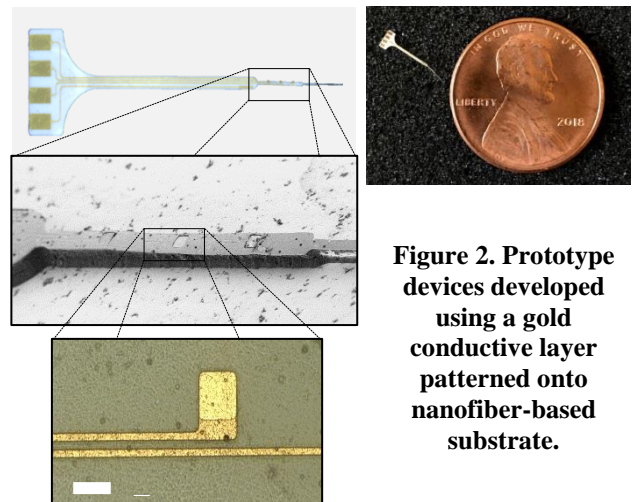 IN GOD WE TRUST
LIBERTY
2018
Figure 2. Prototype
devices developed
using a gold
conductive layer
patterned onto
nanofiber-based
substrate.